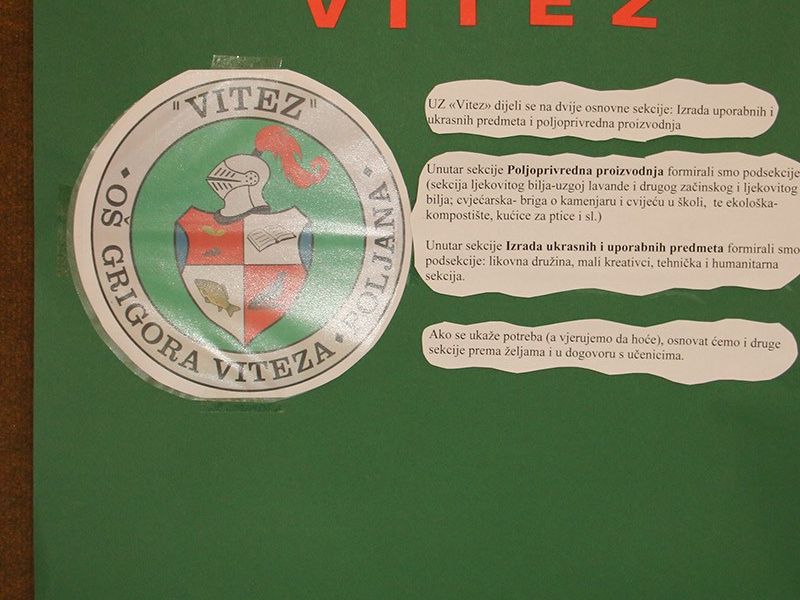 VITEZ
"VITEZ"
OŠ GRIGORA VITEZA • POLJANA •
UZ «Vitez» dijeli se na dvije osnovne sekcije: Izrada uporabnih i
ukrasnih predmeta i poljoprivredna proizvodnja
Unutar sekcije Poljoprivredna proizvodnja formirali smo podsekcije
(sekcija ljekovitog bilja-uzgoj lavande i drugog začinskog i ljekovitog
bilja; cvjećarska- briga o kamenjaru i cvijeću u školi, te ekološka-
kompostište, kućice za ptice i sl.)
Unutar sekcije Izrada ukrasnih i uporabnih predmeta formirali smo
podsekcije: likovna družina, mali kreativci, tehnička i humanitarna
sekcija.
Ako se ukaže potreba (a vjerujemo da hoće), osnovat ćemo i druge
sekcije prema željama i u dogovoru s učenicima.